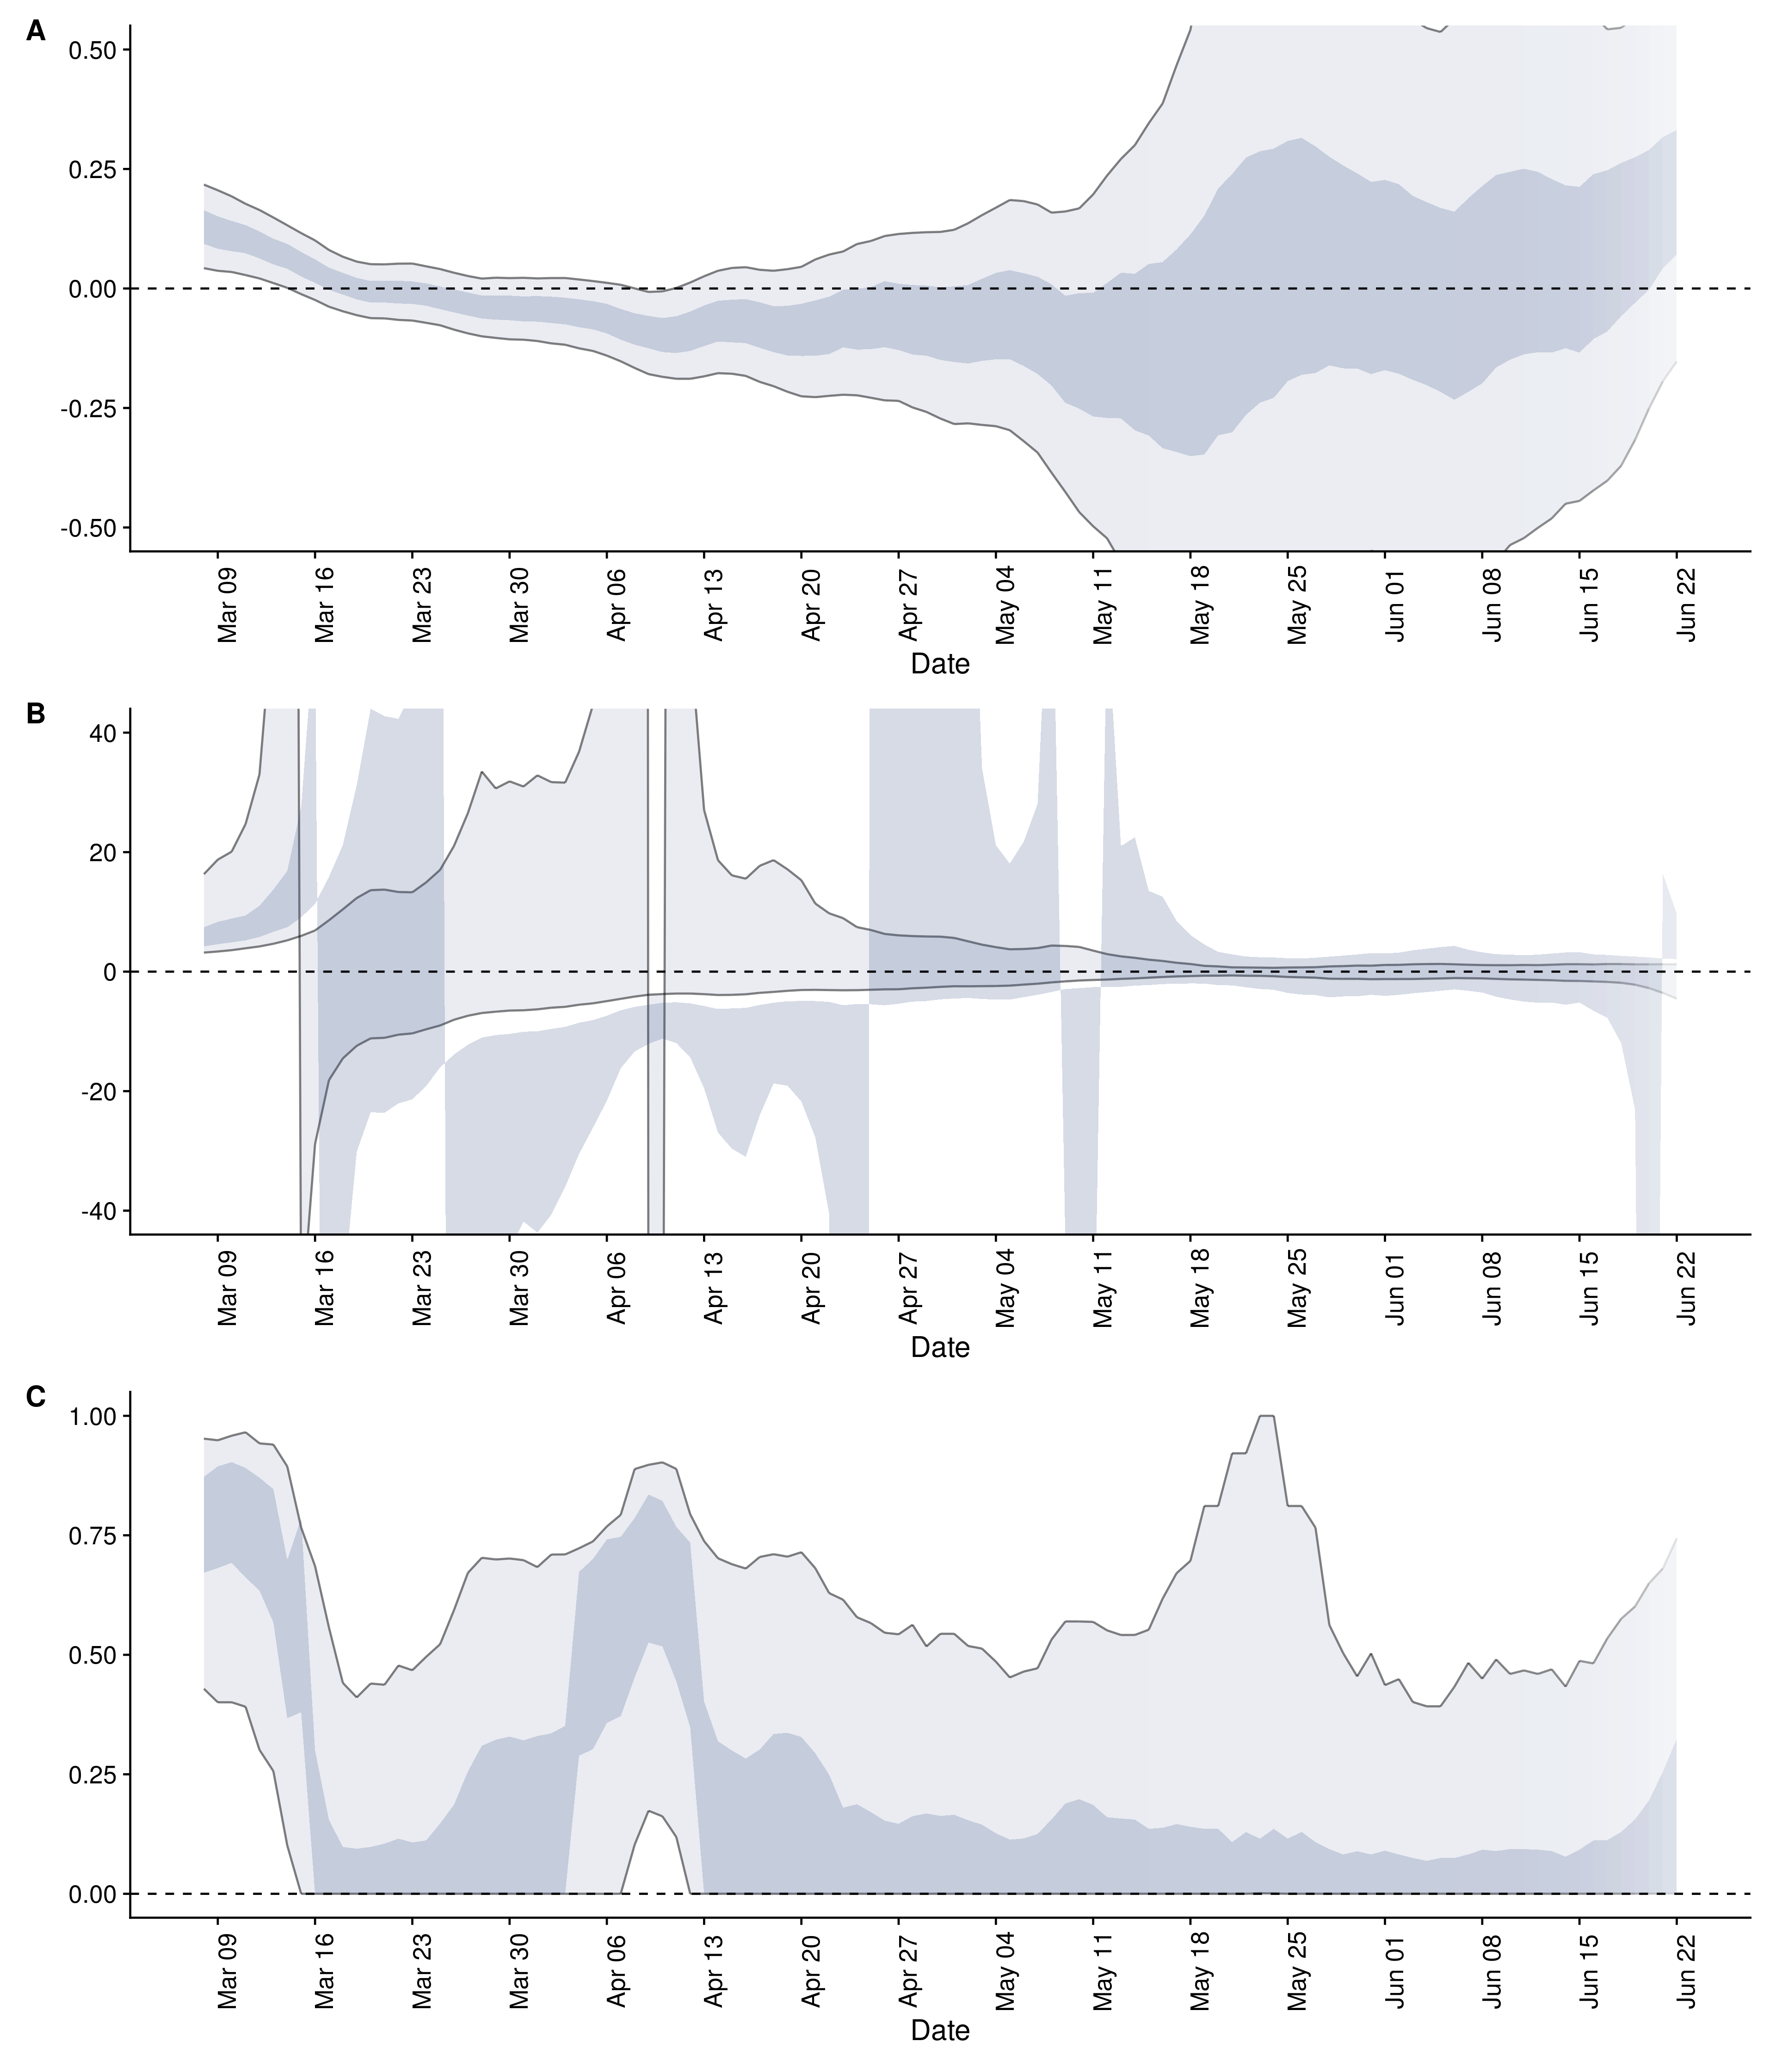 A
0.50
0.25
0.00
-0.25
-0.50
Mar 09
Mar 16
Mar 23
Mar 30
Apr 06
Apr 13
Apr 20
Apr 27
May 04
May 11
May 18
May 25
Jun 01
Jun 08
Jun 15
Jun 22
Date
B
40
20
0
-20
-40
Mar 09
Mar 16
Mar 23
Mar 30
Apr 06
Apr 13
Apr 20
Apr 27
May 04
May 11
May 18
May 25
Jun 01
Jun 08
Jun 15
Jun 22
Date
C
1.00
0.75
0.50
0.25
0.00
Mar 09
Mar 16
Mar 23
Mar 30
Apr 06
Apr 13
Apr 20
Apr 27
May 04
May 11
May 18
May 25
Jun 01
Jun 08
Jun 15
Jun 22
Date